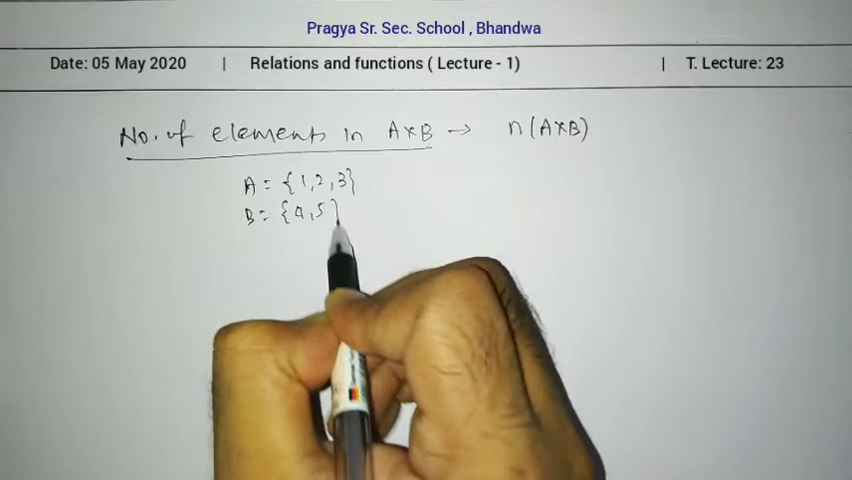 Pragya Sr. Sec. School , Bhandwa
Date: 05 May 2020 | Relations and functions ( Lecture - 1) | T. Lecture: 23
No. of elements in A×B → n(A×B)
A = {1,2,3}
B = {4,5}